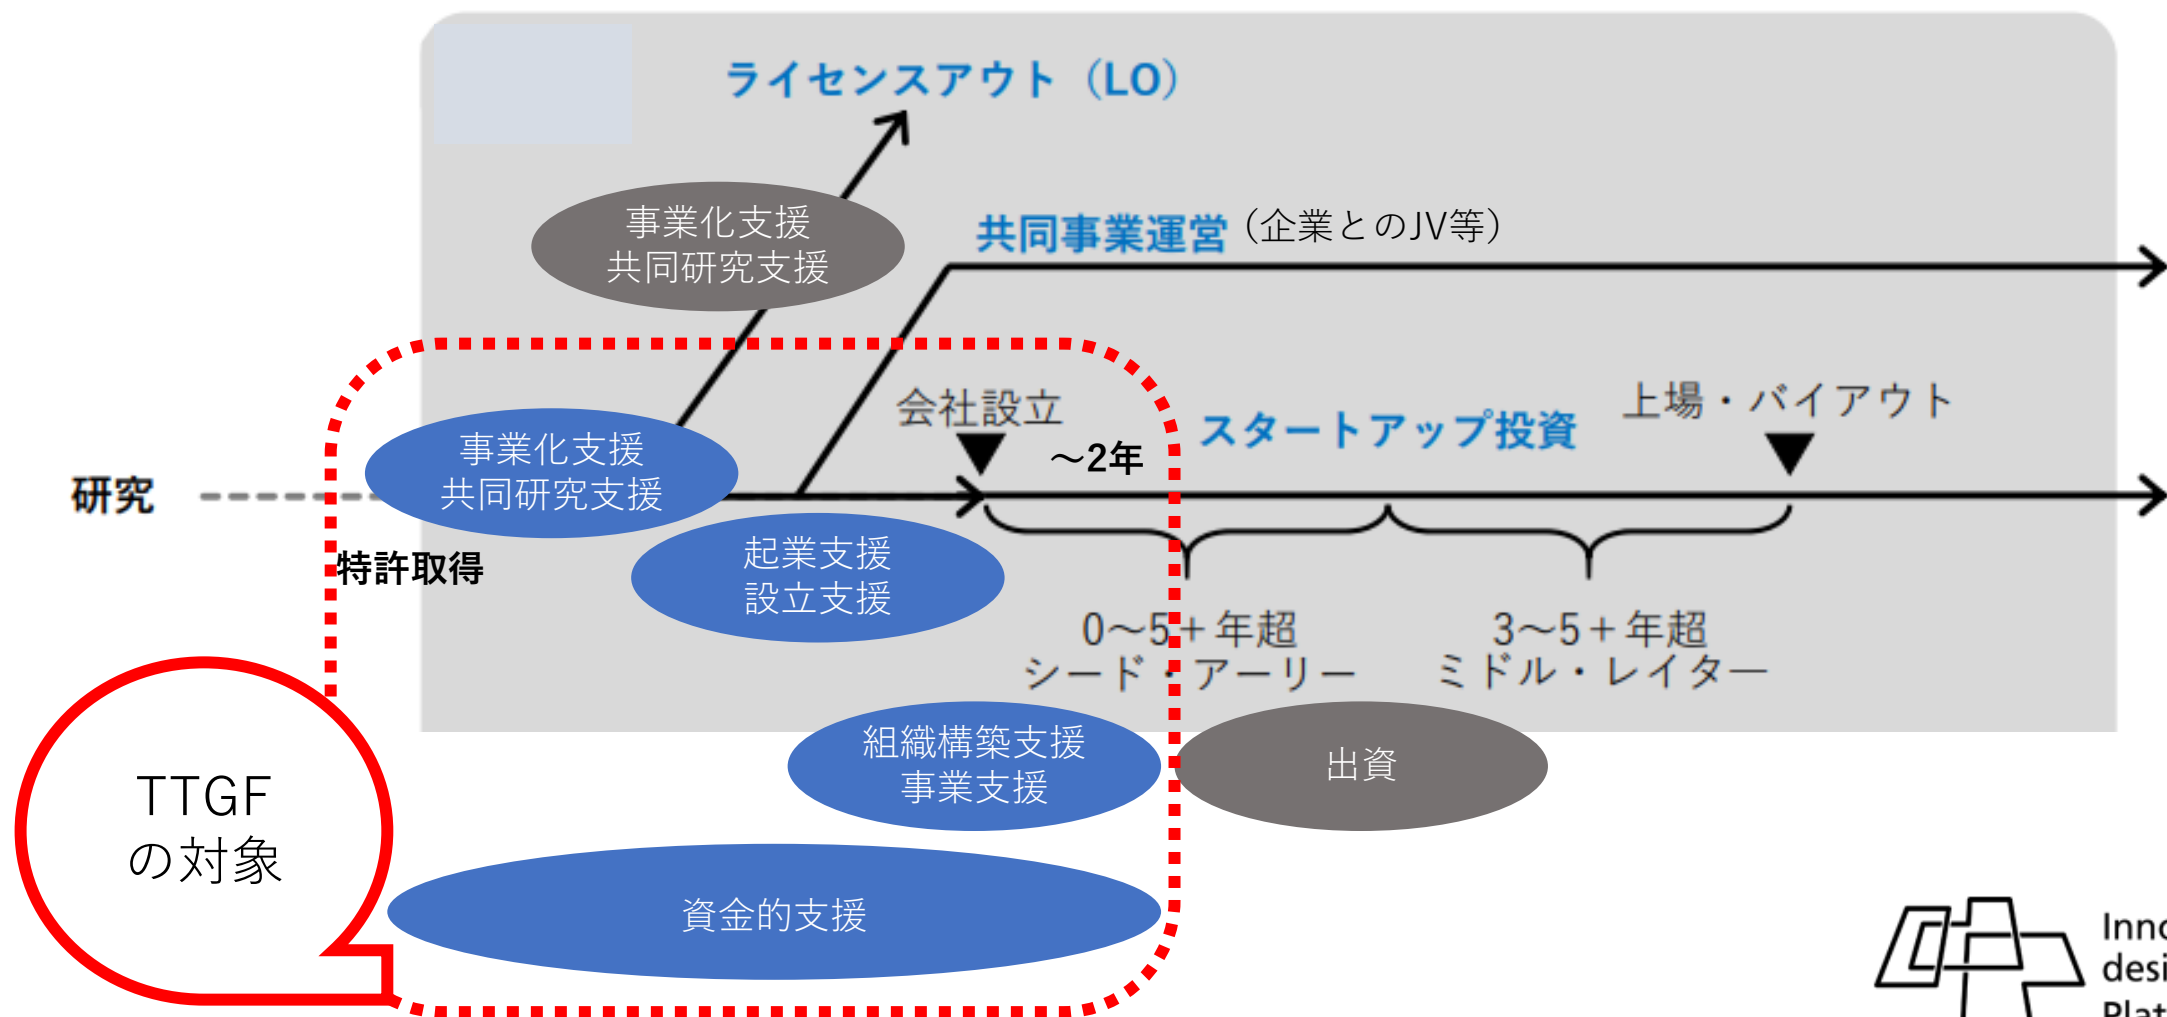 ライセンスアウト（LO）
事業化支援
共同研究支援
共同事業運営（企業とのJV等）
会社設立
～2年
スタートアップ投資
上場・バイアウト
研究
事業化支援
共同研究支援
特許取得
起業支援
設立支援
0～5＋年超
シード・アーリー
3～5＋年超
ミドル・レイター
組織構築支援
事業支援
出資
TTGF
の対象
資金的支援
desi